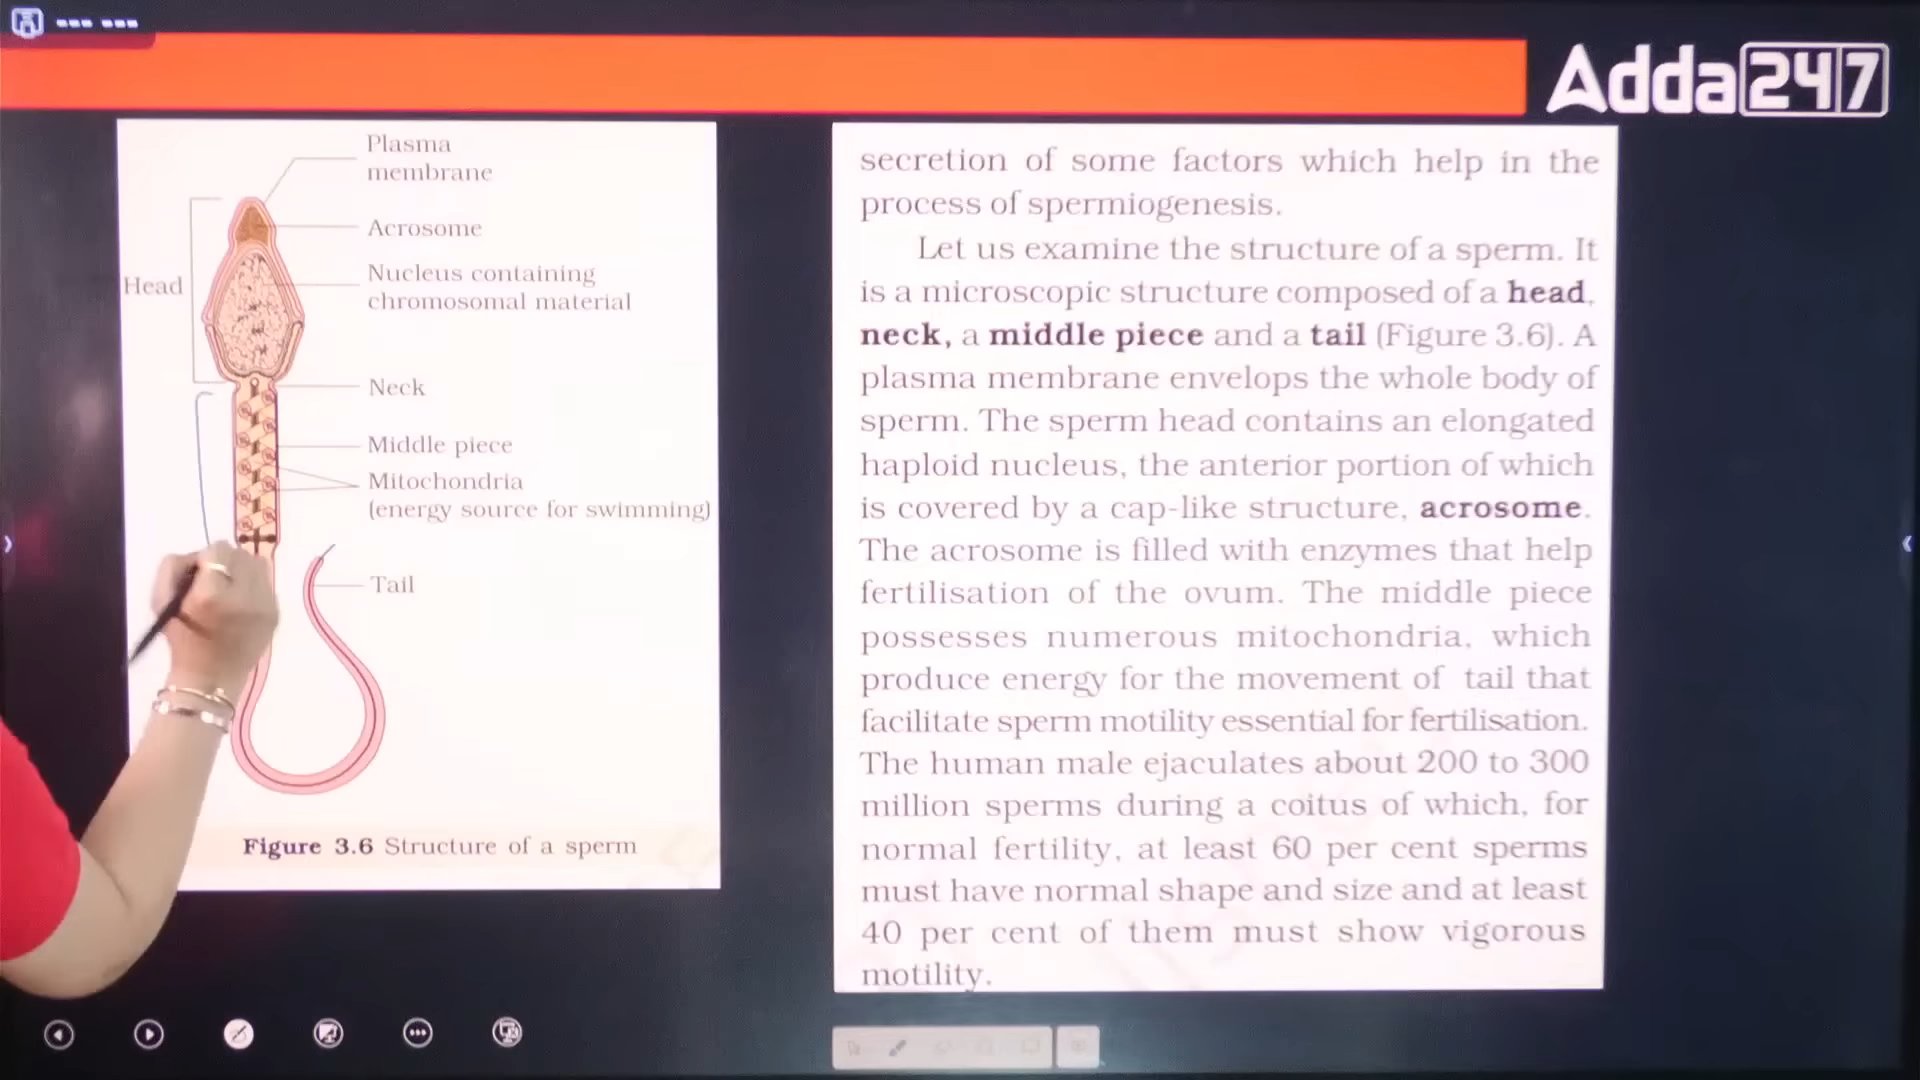 Adda247
Plasma
membrane
Acrosome
Nucleus containing
chromosomal material
Head
Neck
Middle piece
Mitochondria
(energy source for swimming)
Tail
Figure 3.6 Structure of a sperm
secretion of some factors which help in the
process of spermiogenesis.
Let us examine the structure of a sperm. It
is a microscopic structure composed of a head,
neck, a middle piece and a tail (Figure 3.6). A
plasma membrane envelops the whole body of
sperm. The sperm head contains an elongated
haploid nucleus, the anterior portion of which
is covered by a cap-like structure, acrosome.
The acrosome is filled with enzymes that help
fertilisation of the ovum. The middle piece
possesses numerous mitochondria, which
produce energy for the movement of tail that
facilitate sperm motility essential for fertilisation.
The human male ejaculates about 200 to 300
million sperms during a coitus of which, for
normal fertility, at least 60 per cent sperms
must have normal shape and size and at least
40 per cent of them must show vigorous
motility.